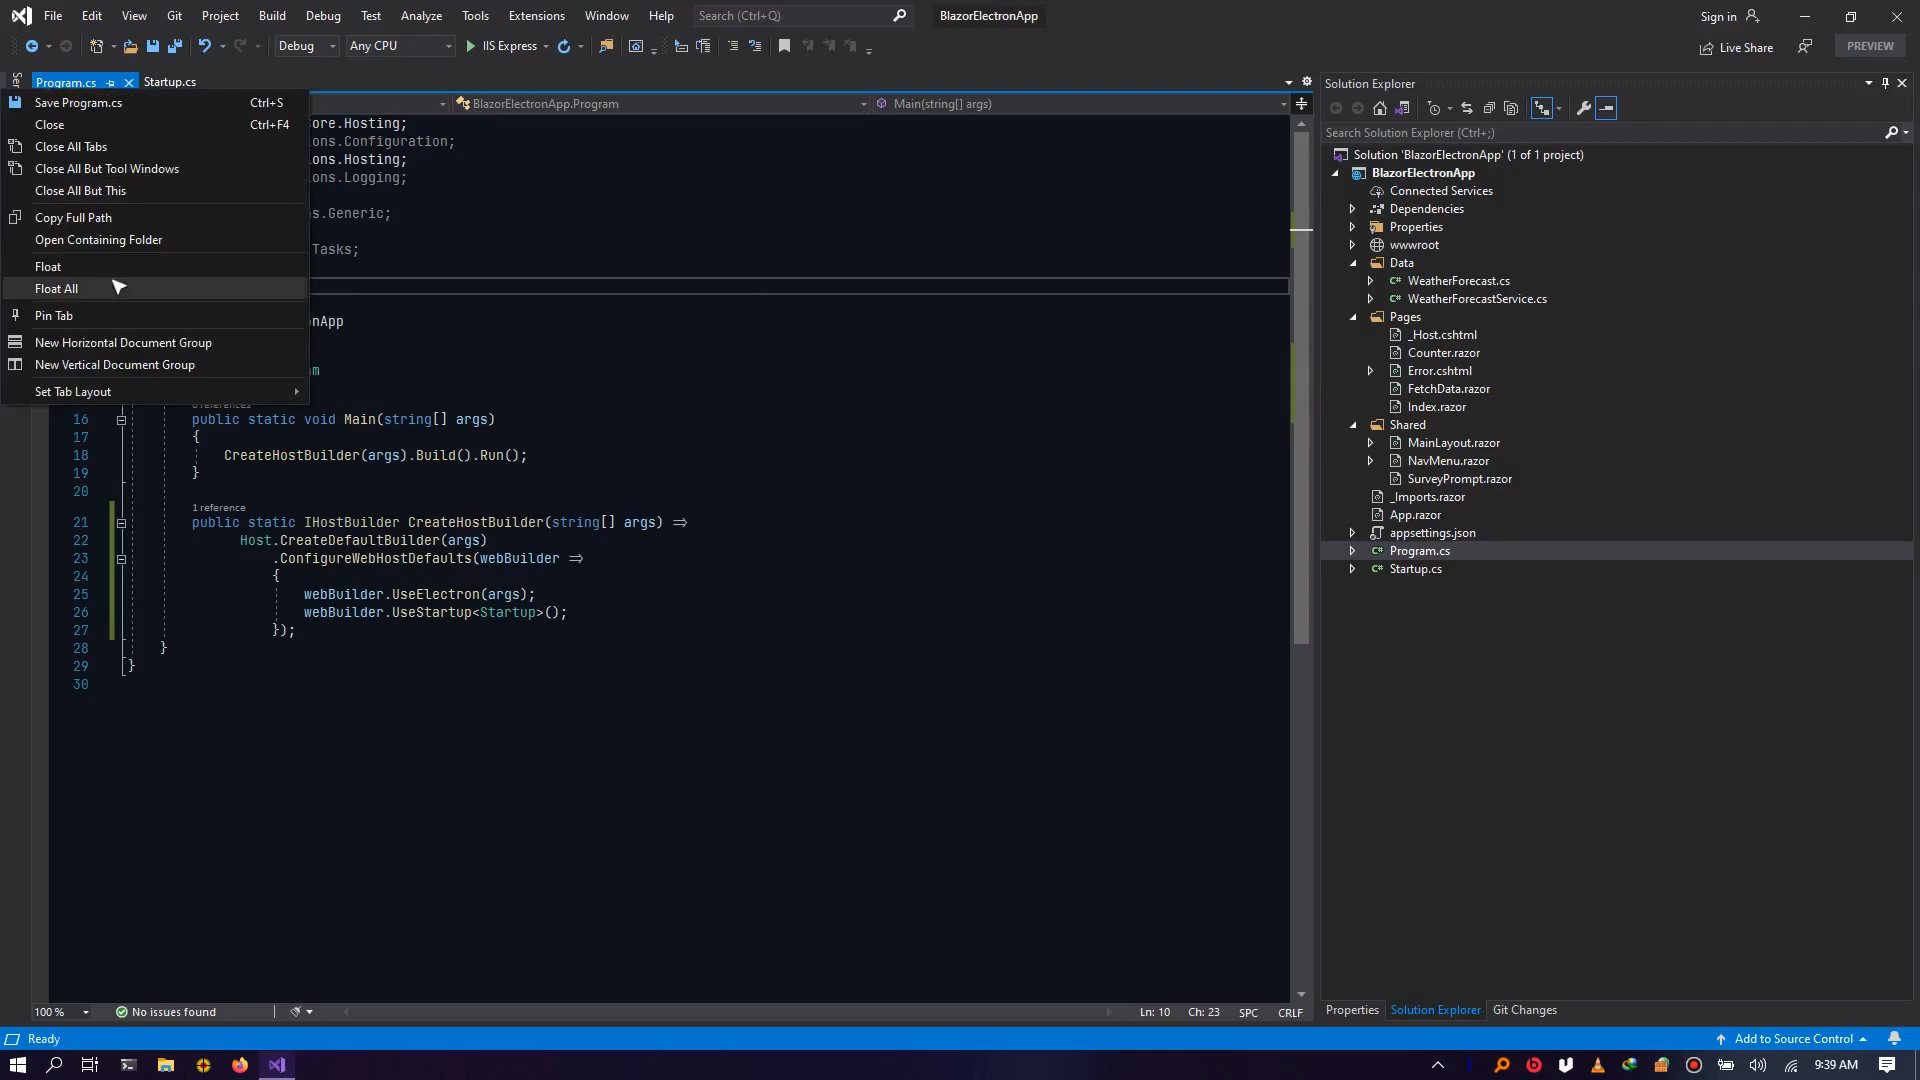 File Edit View Git Project Build Debug Test Analyze Tools Extensions Window Help Search (Ctrl+Q) BlazorElectronApp Sign in
Debug Any CPU IIS Express Live Share PREVIEW
Program.cs Startup.cs
BlazorElectronApp.Program Main(string[] args)
Save Program.cs Ctrl+S
Close Ctrl+F4
Close All Tabs
Close All But Tool Windows
Close All But This
Copy Full Path
Open Containing Folder
Float
Float All
Pin Tab
New Horizontal Document Group
New Vertical Document Group
Set Tab Layout
ore.Hosting;
ons.Configuration;
ons.Hosting;
ons.Logging;
s.Generic;
Tasks;
onApp
am
0 references
16 public static void Main(string[] args)
17 {
18 CreateHostBuilder(args).Build().Run();
19 }
20
1 reference
21 public static IHostBuilder CreateHostBuilder(string[] args) =>
22 Host.CreateDefaultBuilder(args)
23 .ConfigureWebHostDefaults(webBuilder =>
24 {
25 webBuilder.UseElectron(args);
26 webBuilder.UseStartup<Startup>();
27 });
28 }
29 }
30
100 % No issues found Ln: 10 Ch: 23 SPC CRLF
Solution Explorer
Search Solution Explorer (Ctrl+;)
Solution 'BlazorElectronApp' (1 of 1 project)
BlazorElectronApp
Connected Services
Dependencies
Properties
wwwroot
Data
WeatherForecast.cs
WeatherForecastService.cs
Pages
_Host.cshtml
Counter.razor
Error.cshtml
FetchData.razor
Index.razor
Shared
MainLayout.razor
NavMenu.razor
SurveyPrompt.razor
_Imports.razor
App.razor
appsettings.json
Program.cs
Startup.cs
Properties Solution Explorer Git Changes
Ready Add to Source Control
9:39 AM